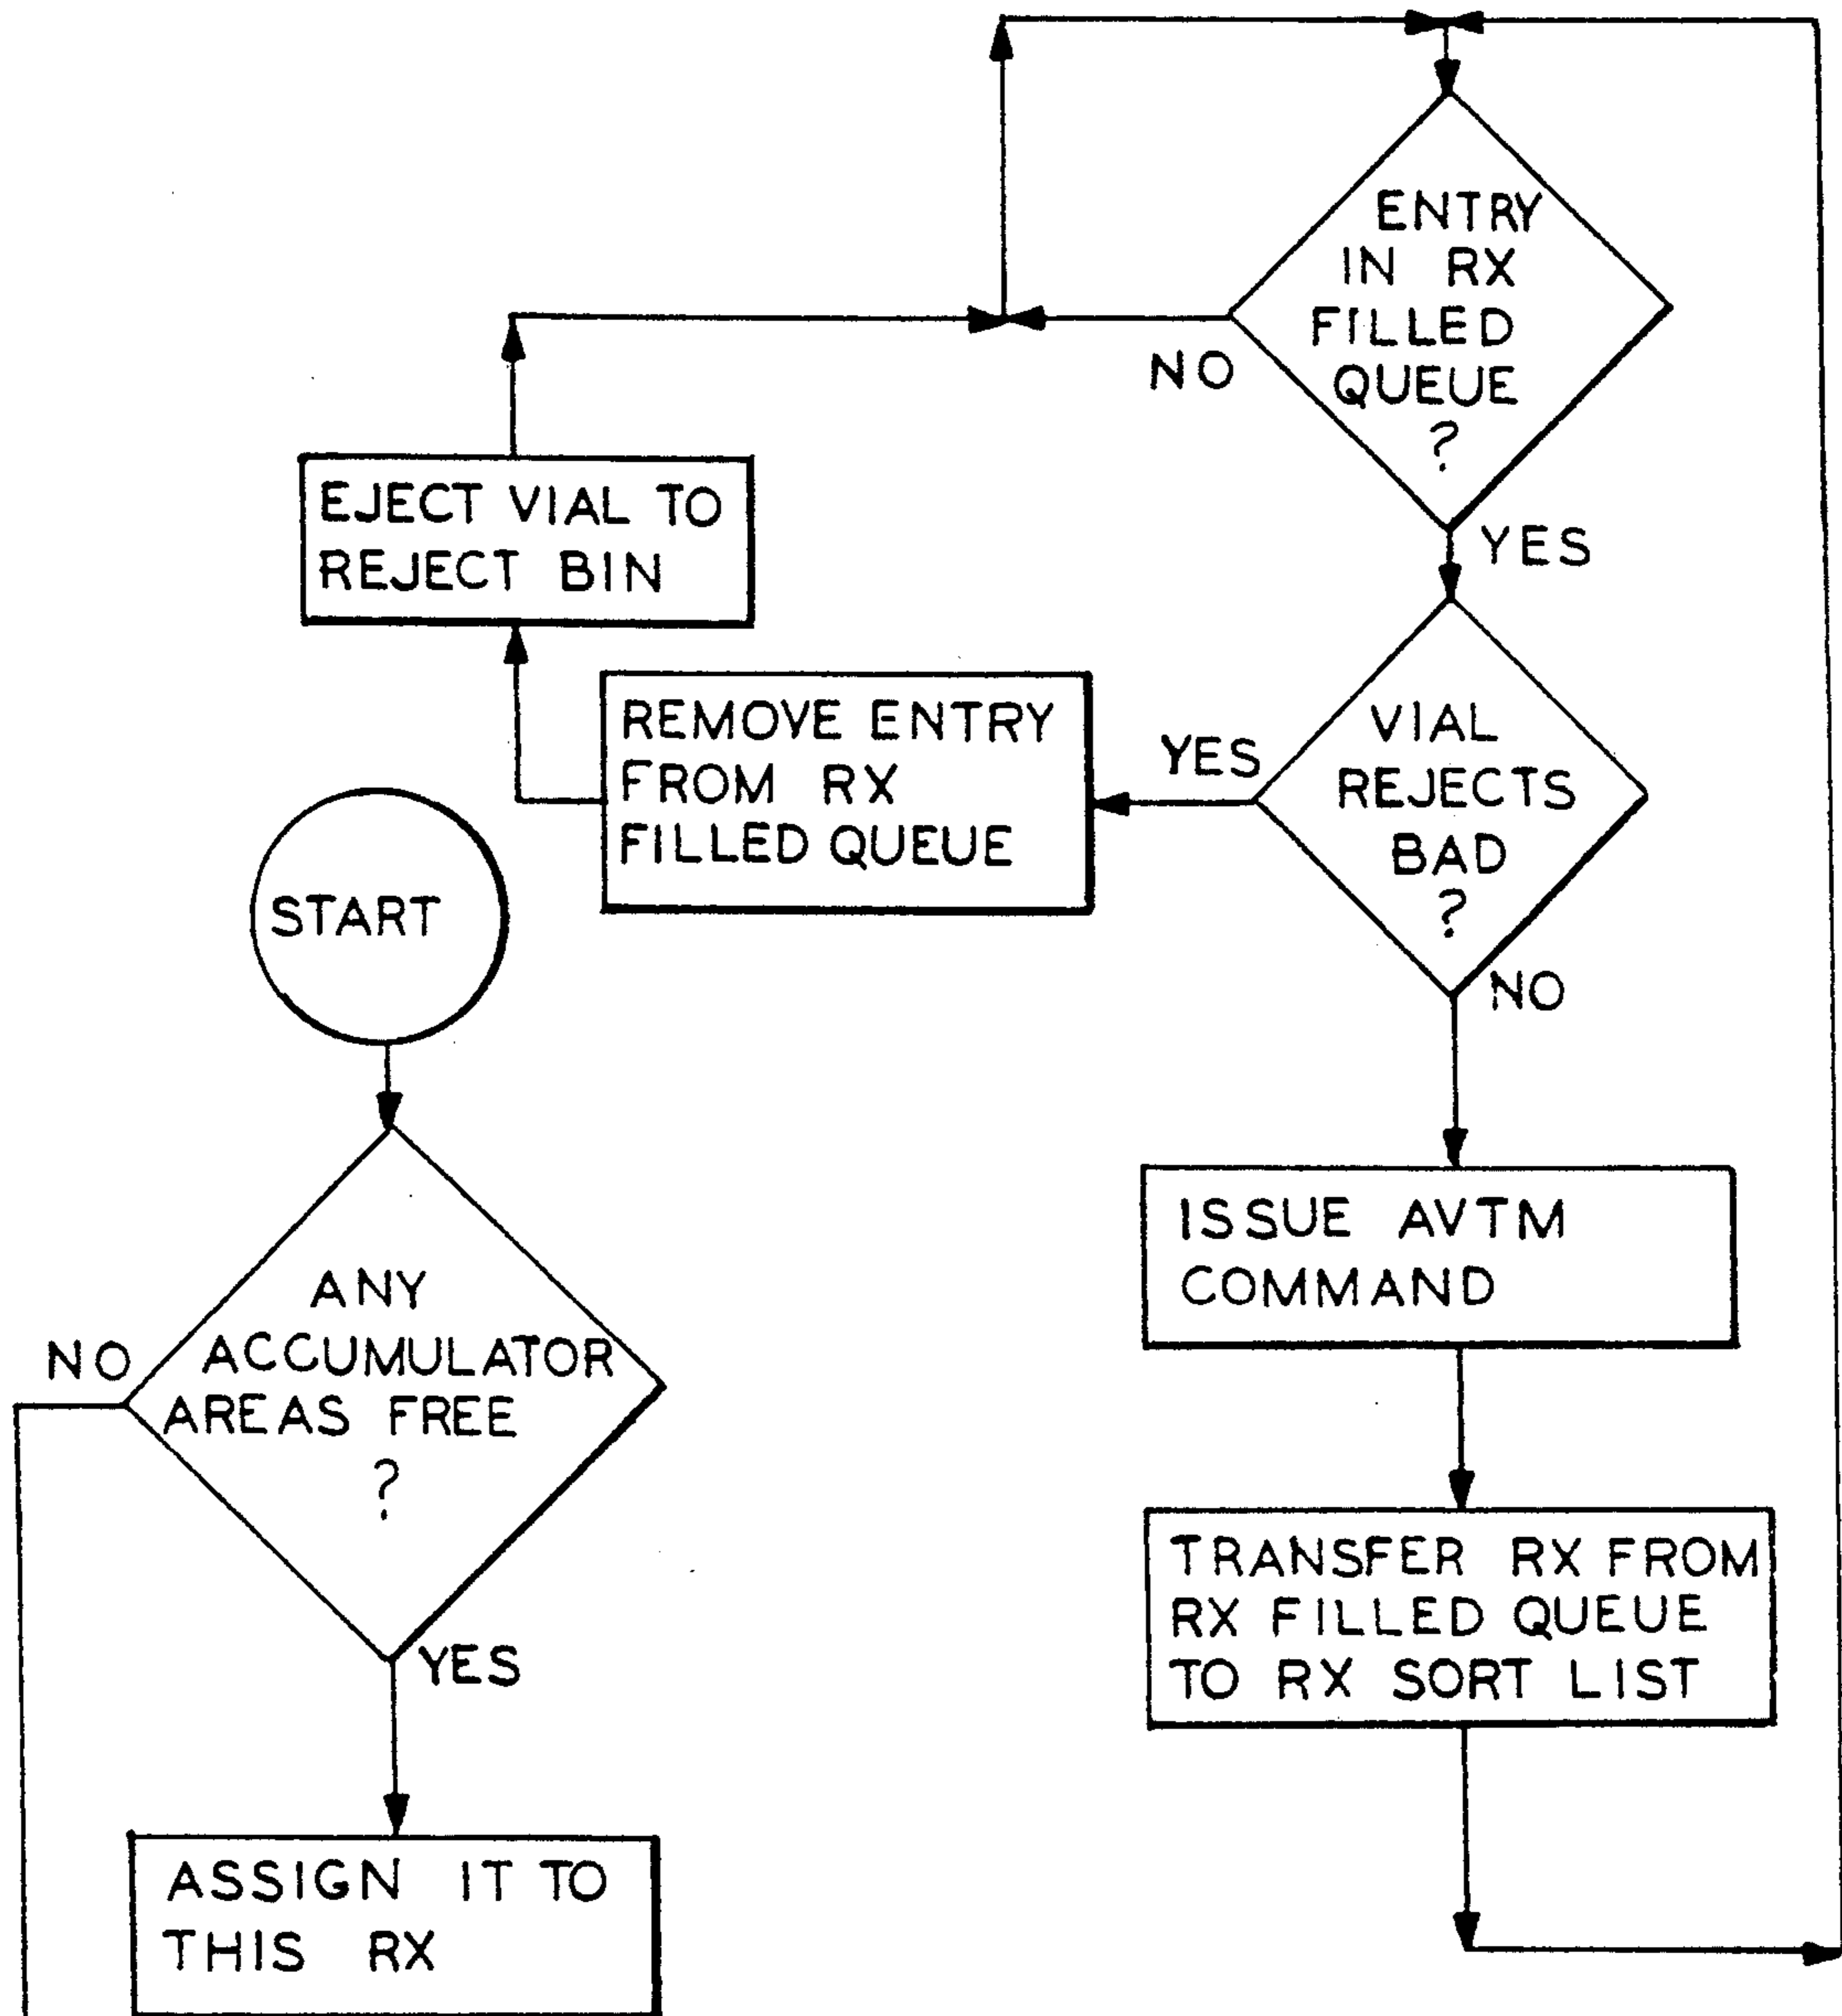 ENTRY
IN RX
FILLED
QUEUE
?
NO
YES
EJECT VIAL TO
REJECT BIN
REMOVE ENTRY
FROM RX
FILLED QUEUE
YES
VIAL
REJECTS
BAD
?
NO
START
ISSUE AVTM
COMMAND
ANY
ACCUMULATOR
AREAS FREE
?
NO
YES
TRANSFER RX FROM
RX FILLED QUEUE
TO RX SORT LIST
ASSIGN IT TO
THIS RX